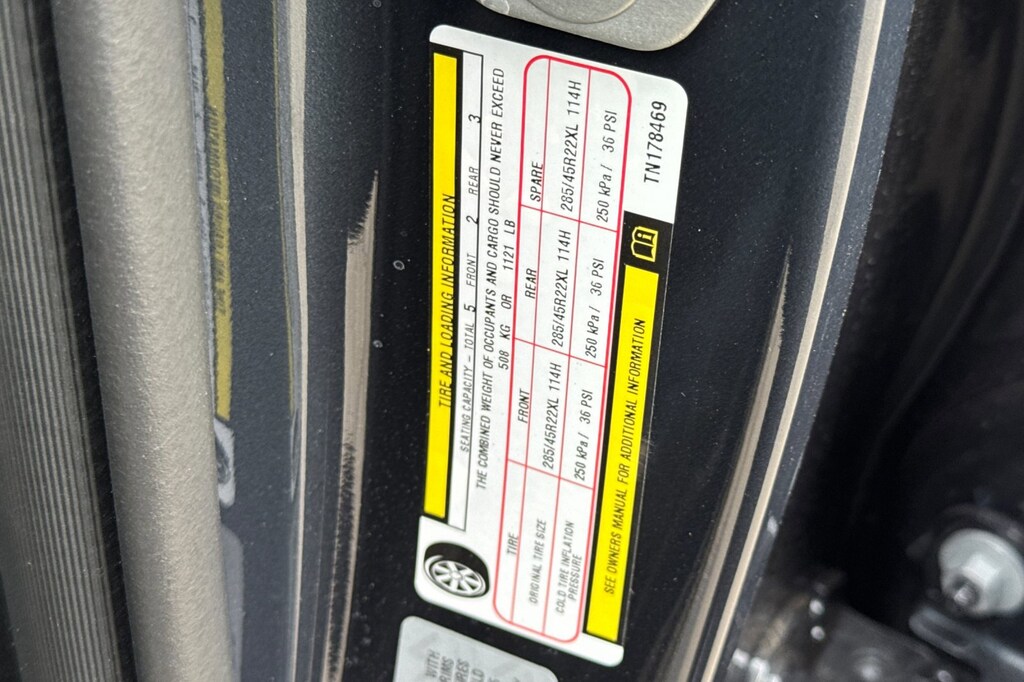 TIRE AND LOADING INFORMATION
SEATING CAPACITY – TOTAL 5 FRONT 2 REAR 3
THE COMBINED WEIGHT OF OCCUPANTS AND CARGO SHOULD NEVER EXCEED
508 KG OR 1121 LB
TIRE FRONT REAR SPARE
ORIGINAL TIRE SIZE 285/45R22XL 114H 285/45R22XL 114H 285/45R22XL 114H
COLD TIRE INFLATION PRESSURE 250 kPa / 36 PSI 250 kPa / 36 PSI 250 kPa / 36 PSI
SEE OWNERS MANUAL FOR ADDITIONAL INFORMATION
TN178469
WITH